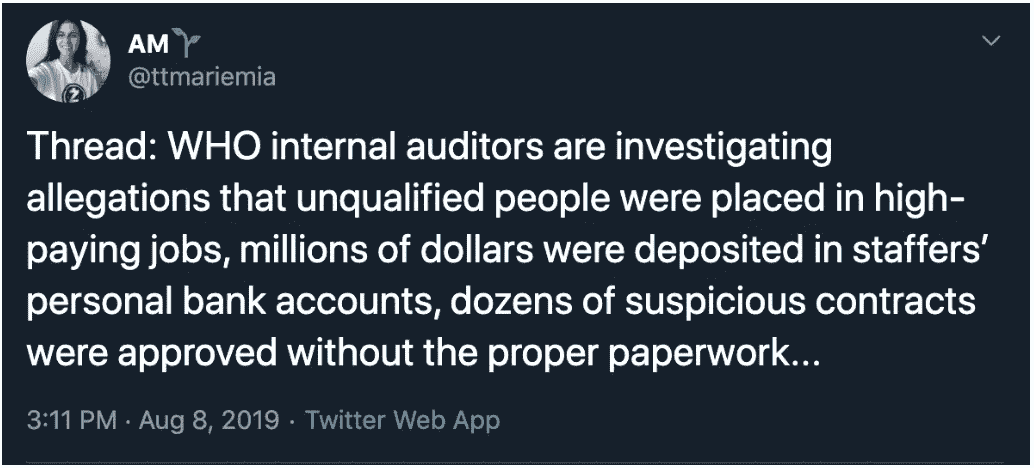 AM
@ttmariemia
Thread: WHO internal auditors are investigating
allegations that unqualified people were placed in high-
paying jobs, millions of dollars were deposited in staffers’
personal bank accounts, dozens of suspicious contracts
were approved without the proper paperwork...
3:11 PM · Aug 8, 2019 · Twitter Web App